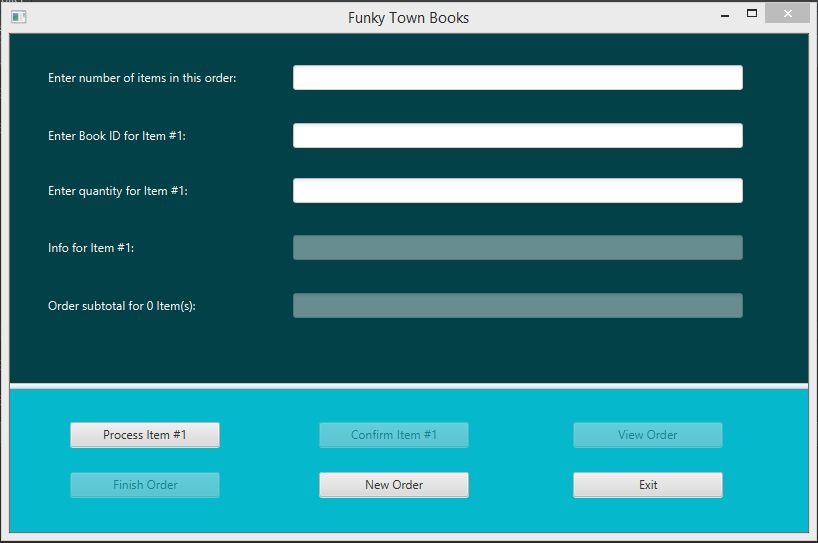 Funky Town Books
Enter number of items in this order:
Enter Book ID for Item #1:
Enter quantity for Item #1:
Info for Item #1:
Order subtotal for 0 Item(s):
Process Item #1
Confirm Item #1
View Order
Finish Order
New Order
Exit